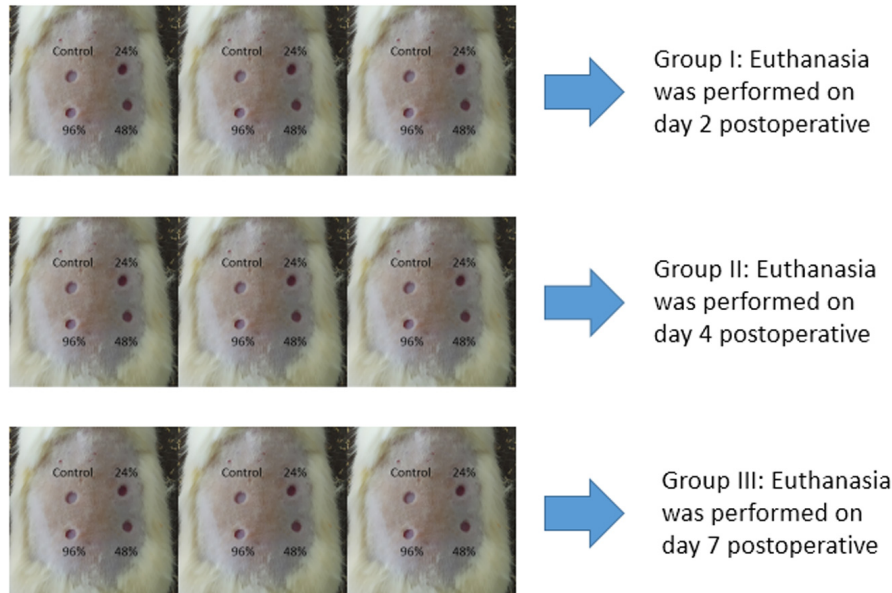 Control 24%
96% 48%
Control 24%
96% 48%
Control 24%
96% 48%
Group I: Euthanasia
was performed on
day 2 postoperative
Control 24%
96% 48%
Control 24%
96% 48%
Control 24%
96% 48%
Group II: Euthanasia
was performed on
day 4 postoperative
Control 24%
96% 48%
Control 24%
96% 48%
Control 24%
96% 48%
Group III: Euthanasia
was performed on
day 7 postoperative